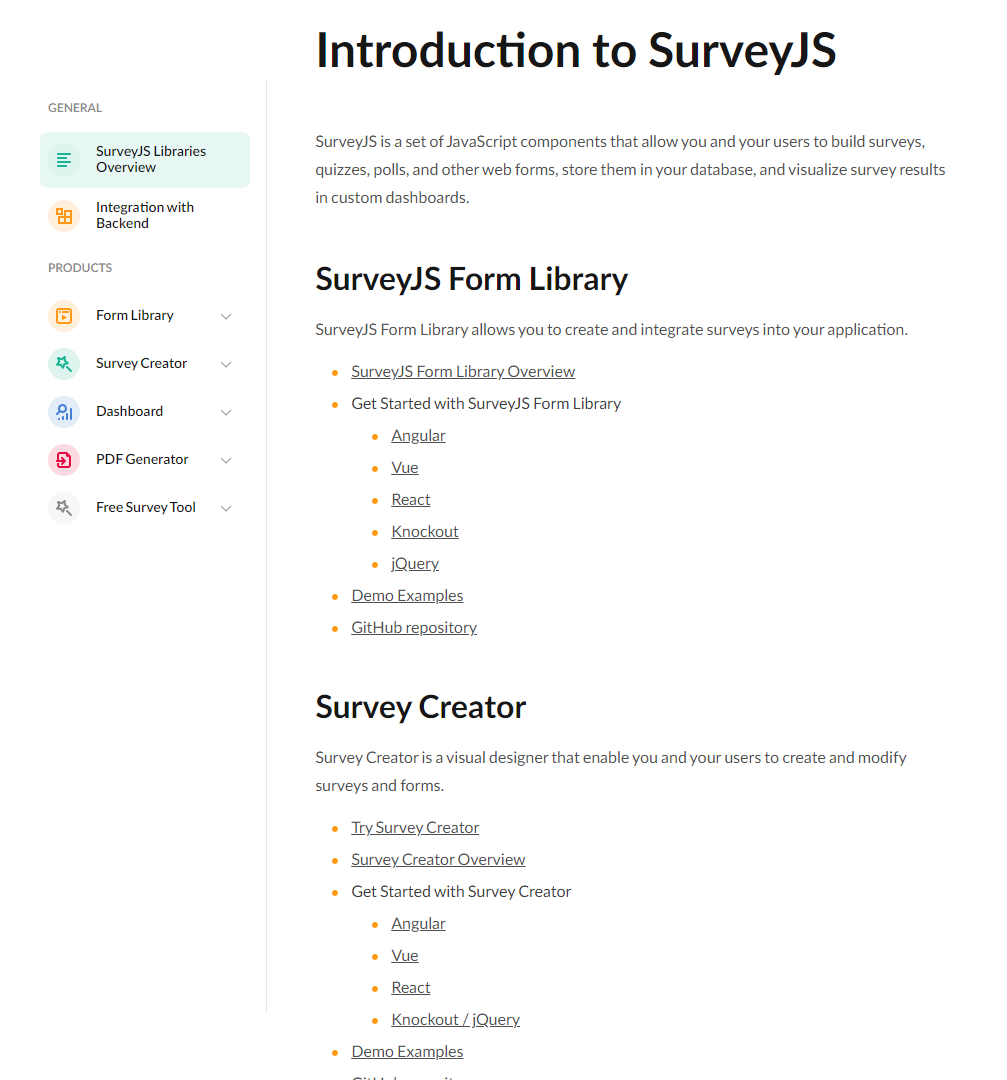 Introduction to SurveyJS
GENERAL
SurveyJS Libraries
Overview
Integration with
Backend
PRODUCTS
Form Library
Survey Creator
Dashboard
PDF Generator
Free Survey Tool
SurveyJS is a set of JavaScript components that allow you and your users to build surveys,
quizzes, polls, and other web forms, store them in your database, and visualize survey results
in custom dashboards.
SurveyJS Form Library
SurveyJS Form Library allows you to create and integrate surveys into your application.
SurveyJS Form Library Overview
Get Started with SurveyJS Form Library
Angular
Vue
React
Knockout
jQuery
Demo Examples
GitHub repository
Survey Creator
Survey Creator is a visual designer that enable you and your users to create and modify
surveys and forms.
Try Survey Creator
Survey Creator Overview
Get Started with Survey Creator
Angular
Vue
React
Knockout / jQuery
Demo Examples